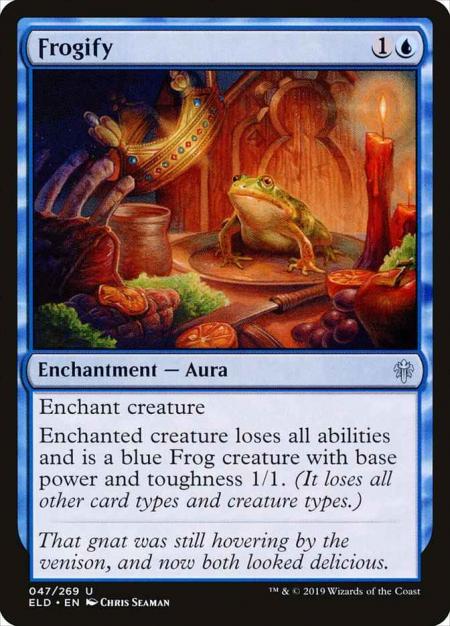 Frogify 1
Enchantment — Aura
Enchant creature
Enchanted creature loses all abilities
and is a blue Frog creature with base
power and toughness 1/1. (It loses all
other card types and creature types.)
That gnat was still hovering by the
venison, and now both looked delicious.
047/269 U
ELD • EN Chris Seaman
™ & © 2019 Wizards of the Coast